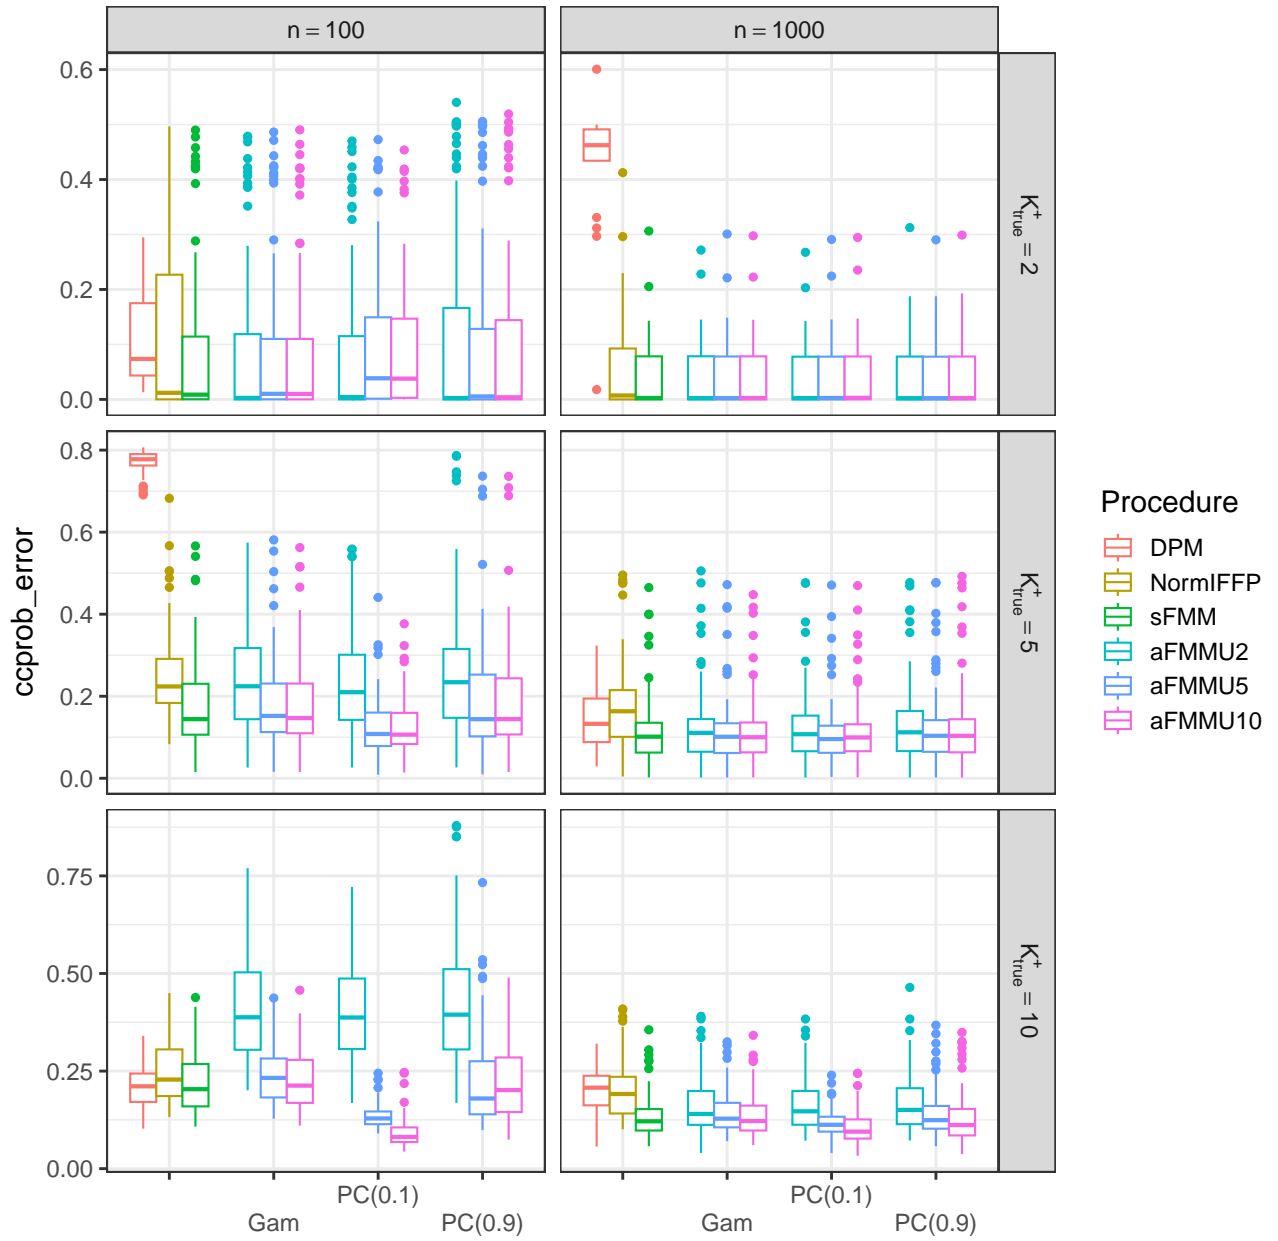 n = 100
n = 1000
0.6
0.4
0.2
0.0
K⁺true = 2
0.8
0.6
0.4
0.2
0.0
K⁺true = 5
0.75
0.50
0.25
0.00
K⁺true = 10
ccprob_error
Gam
PC(0.1)
PC(0.9)
Gam
PC(0.1)
PC(0.9)
Procedure
DPM
NormIFFP
sFMM
aFMMU2
aFMMU5
aFMMU10